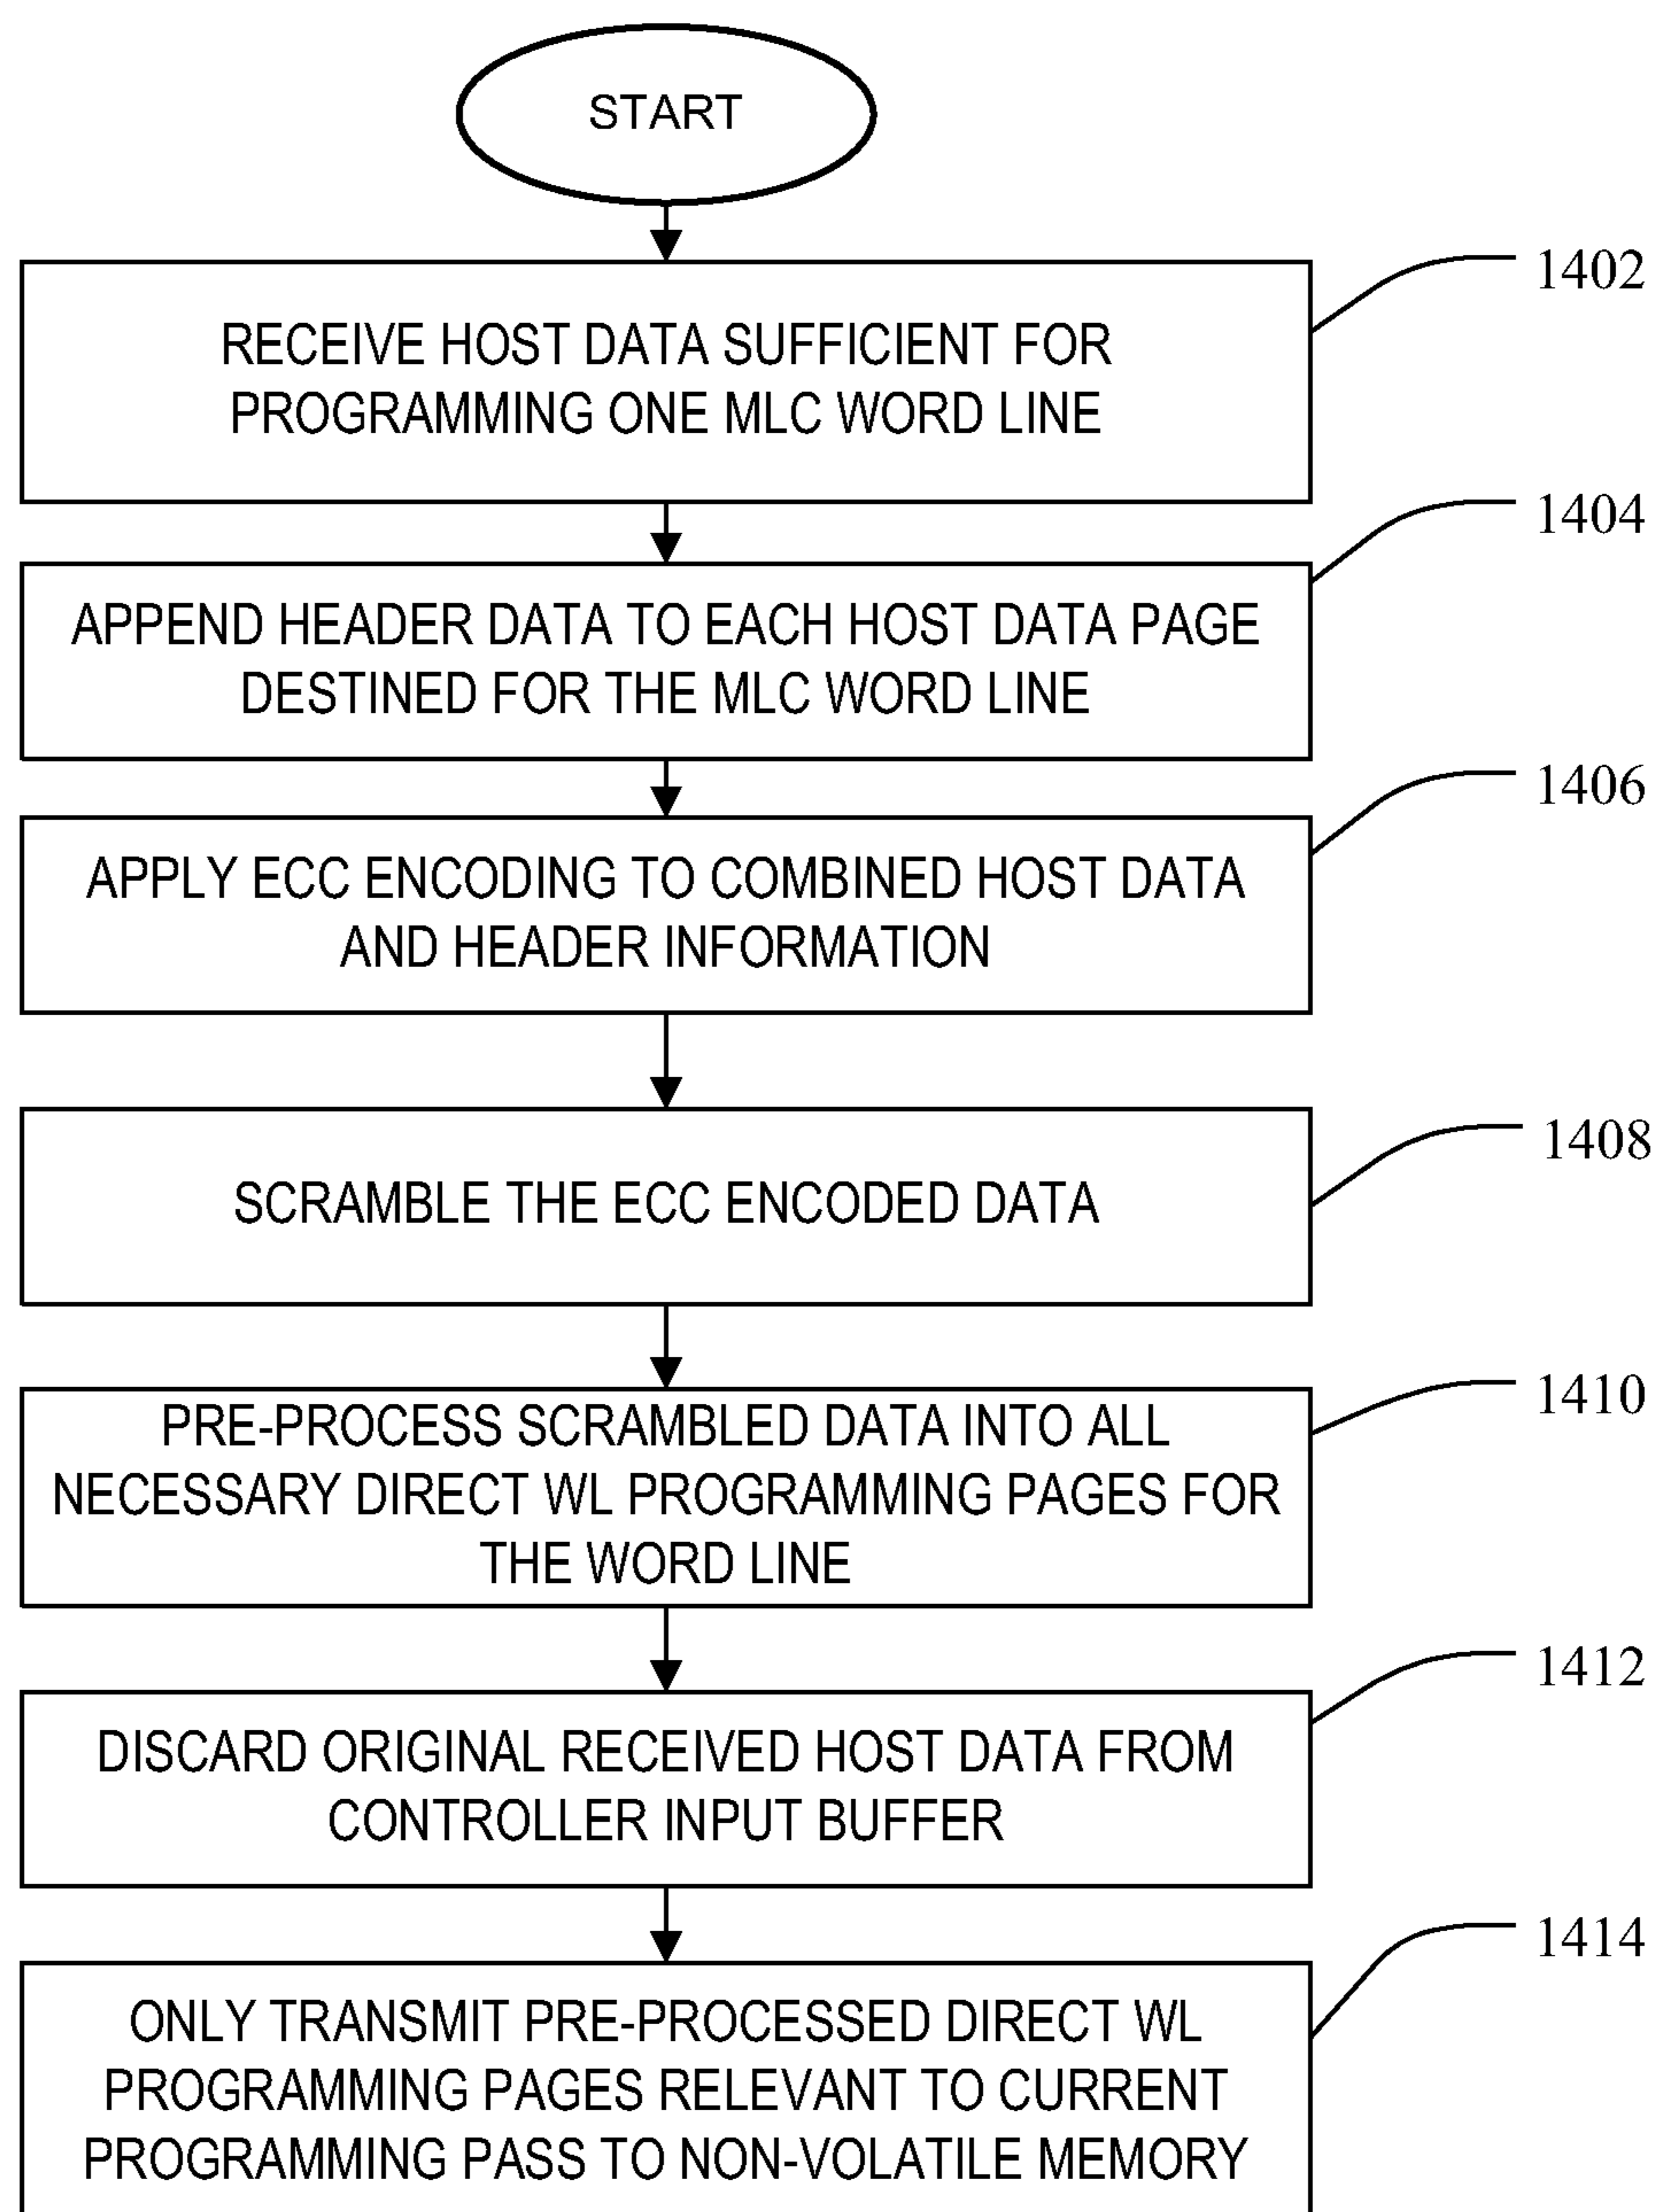 START
1402
RECEIVE HOST DATA SUFFICIENT FOR
PROGRAMMING ONE MLC WORD LINE
1404
APPEND HEADER DATA TO EACH HOST DATA PAGE
DESTINED FOR THE MLC WORD LINE
1406
APPLY ECC ENCODING TO COMBINED HOST DATA
AND HEADER INFORMATION
1408
SCRAMBLE THE ECC ENCODED DATA
1410
PRE-PROCESS SCRAMBLED DATA INTO ALL
NECESSARY DIRECT WL PROGRAMMING PAGES FOR
THE WORD LINE
1412
DISCARD ORIGINAL RECEIVED HOST DATA FROM
CONTROLLER INPUT BUFFER
1414
ONLY TRANSMIT PRE-PROCESSED DIRECT WL
PROGRAMMING PAGES RELEVANT TO CURRENT
PROGRAMMING PASS TO NON-VOLATILE MEMORY